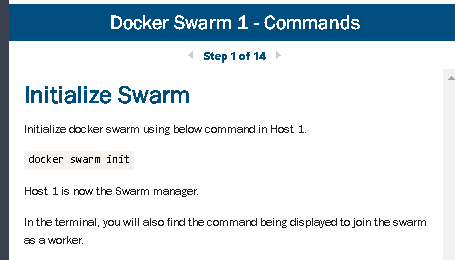 Docker Swarm 1 - Commands
Step 1 of 14
Initialize Swarm
Initialize docker swarm using below command in Host 1.
docker swarm init
Host 1 is now the Swarm manager.
In the terminal, you will also find the command being displayed to join the swarm
as a worker.